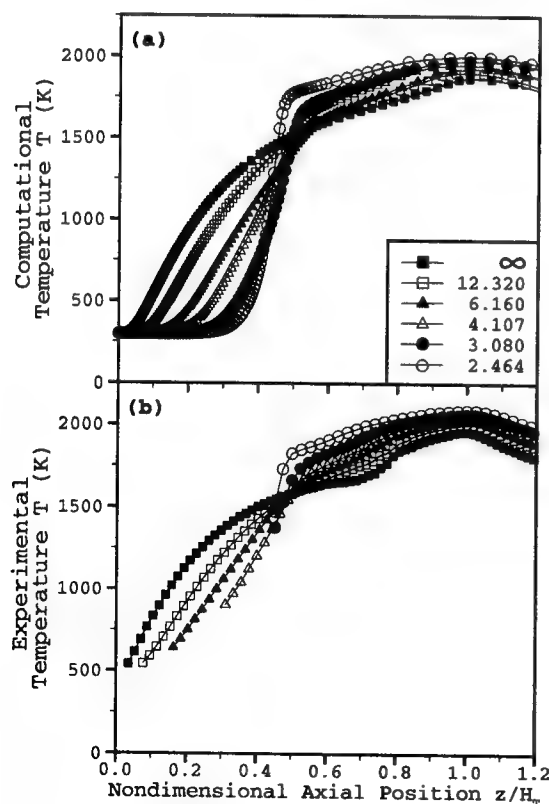 (a)
Computational
Temperature T (K)
2000
1500
1000
500
0
∞
12.320
6.160
4.107
3.080
2.464
(b)
Experimental
Temperature T (K)
2000
1500
1000
500
0
0.0 0.2 0.4 0.6 0.8 1.0 1.2
Nondimensional Axial Position z/H